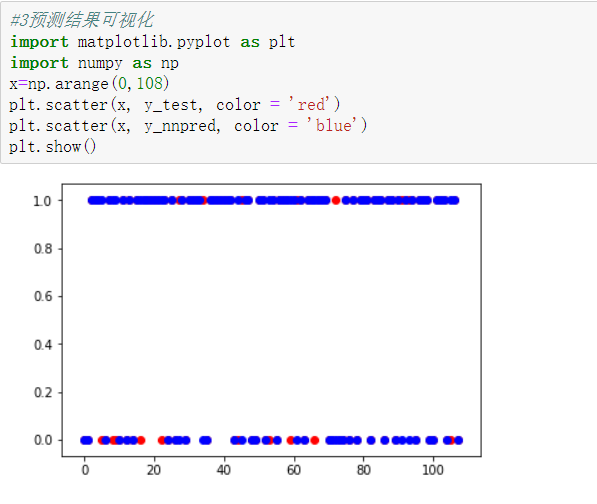 #3预测结果可视化
import matplotlib.pyplot as plt
import numpy as np
x=np.arange(0,108)
plt.scatter(x, y_test, color = 'red')
plt.scatter(x, y_nnpred, color = 'blue')
plt.show()
1.0
0.8
0.6
0.4
0.2
0.0
0 20 40 60 80 100